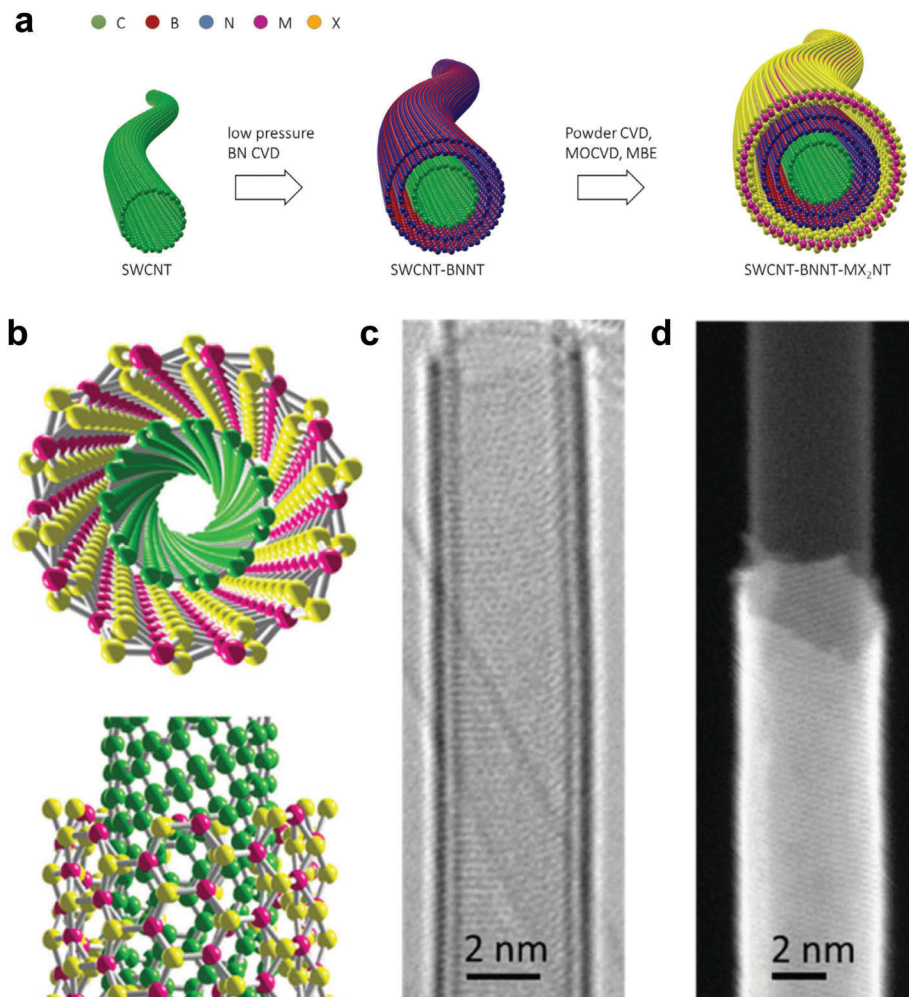 a
C B N M X
low pressure
BN CVD
Powder CVD,
MOCVD, MBE
SWCNT
SWCNT-BNNT
SWCNT-BNNT-MX₂NT
b
c
d
2 nm
2 nm